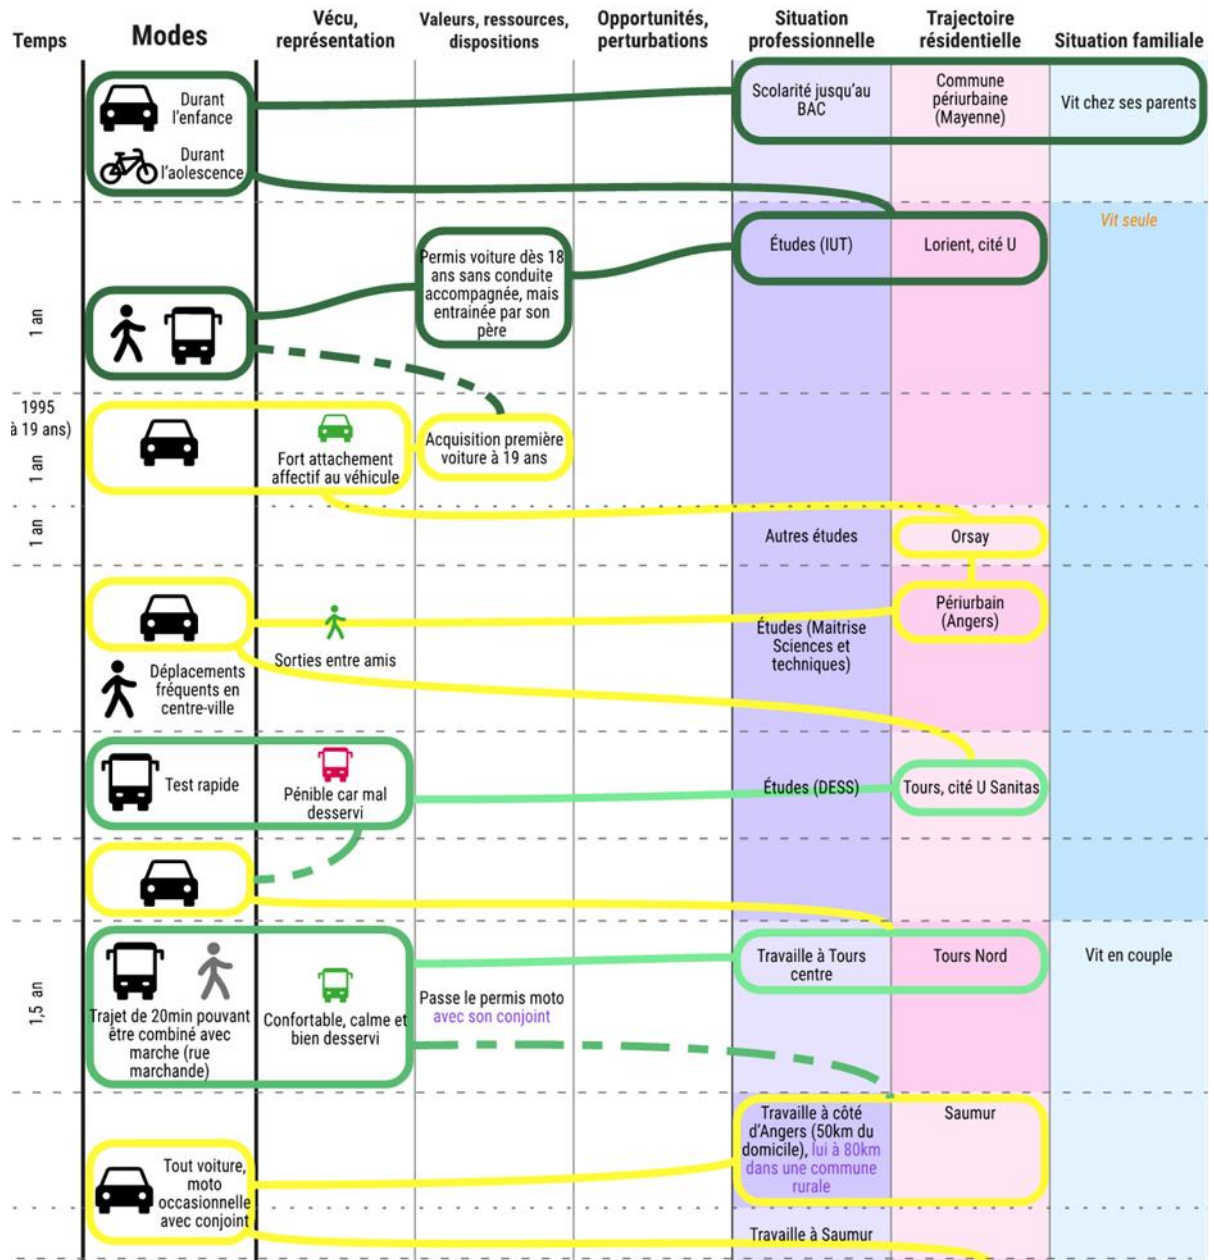 Temps
Modes
Vécu,
représentation
Valeurs, ressources,
dispositions
Opportunités,
perturbations
Situation
professionnelle
Trajectoire
résidentielle
Situation familiale
Durant
l'enfance
Durant
l'aolescence
Scolarité jusqu'au
BAC
Commune
périurbaine
(Mayenne)
Vit chez ses parents
1 an
Permis voiture dès 18
ans sans conduite
accompagnée, mais
entrainée par son
père
Études (IUT)
Lorient, cité U
Vit seule
1995
à 19 ans)
1 an
Fort attachement
affectif au véhicule
Acquisition première
voiture à 19 ans
1 an
Autres études
Orsay
Périurbain
(Angers)
Études (Maitrise
Sciences et
techniques)
Sorties entre amis
Déplacements
fréquents en
centre-ville
Test rapide
Pénible car mal
desservi
Études (DESS)
Tours, cité U Sanitas
1,5 an
Trajet de 20min pouvant
être combiné avec
marche (rue
marchande)
Confortable, calme et
bien desservi
Passe le permis moto
avec son conjoint
Travaille à Tours
centre
Tours Nord
Vit en couple
Tout voiture,
moto
occasionnelle
avec conjoint
Travaille à côté
d'Angers (50km du
domicile), lui à 80km
dans une commune
rurale
Saumur
Travaille à Saumur